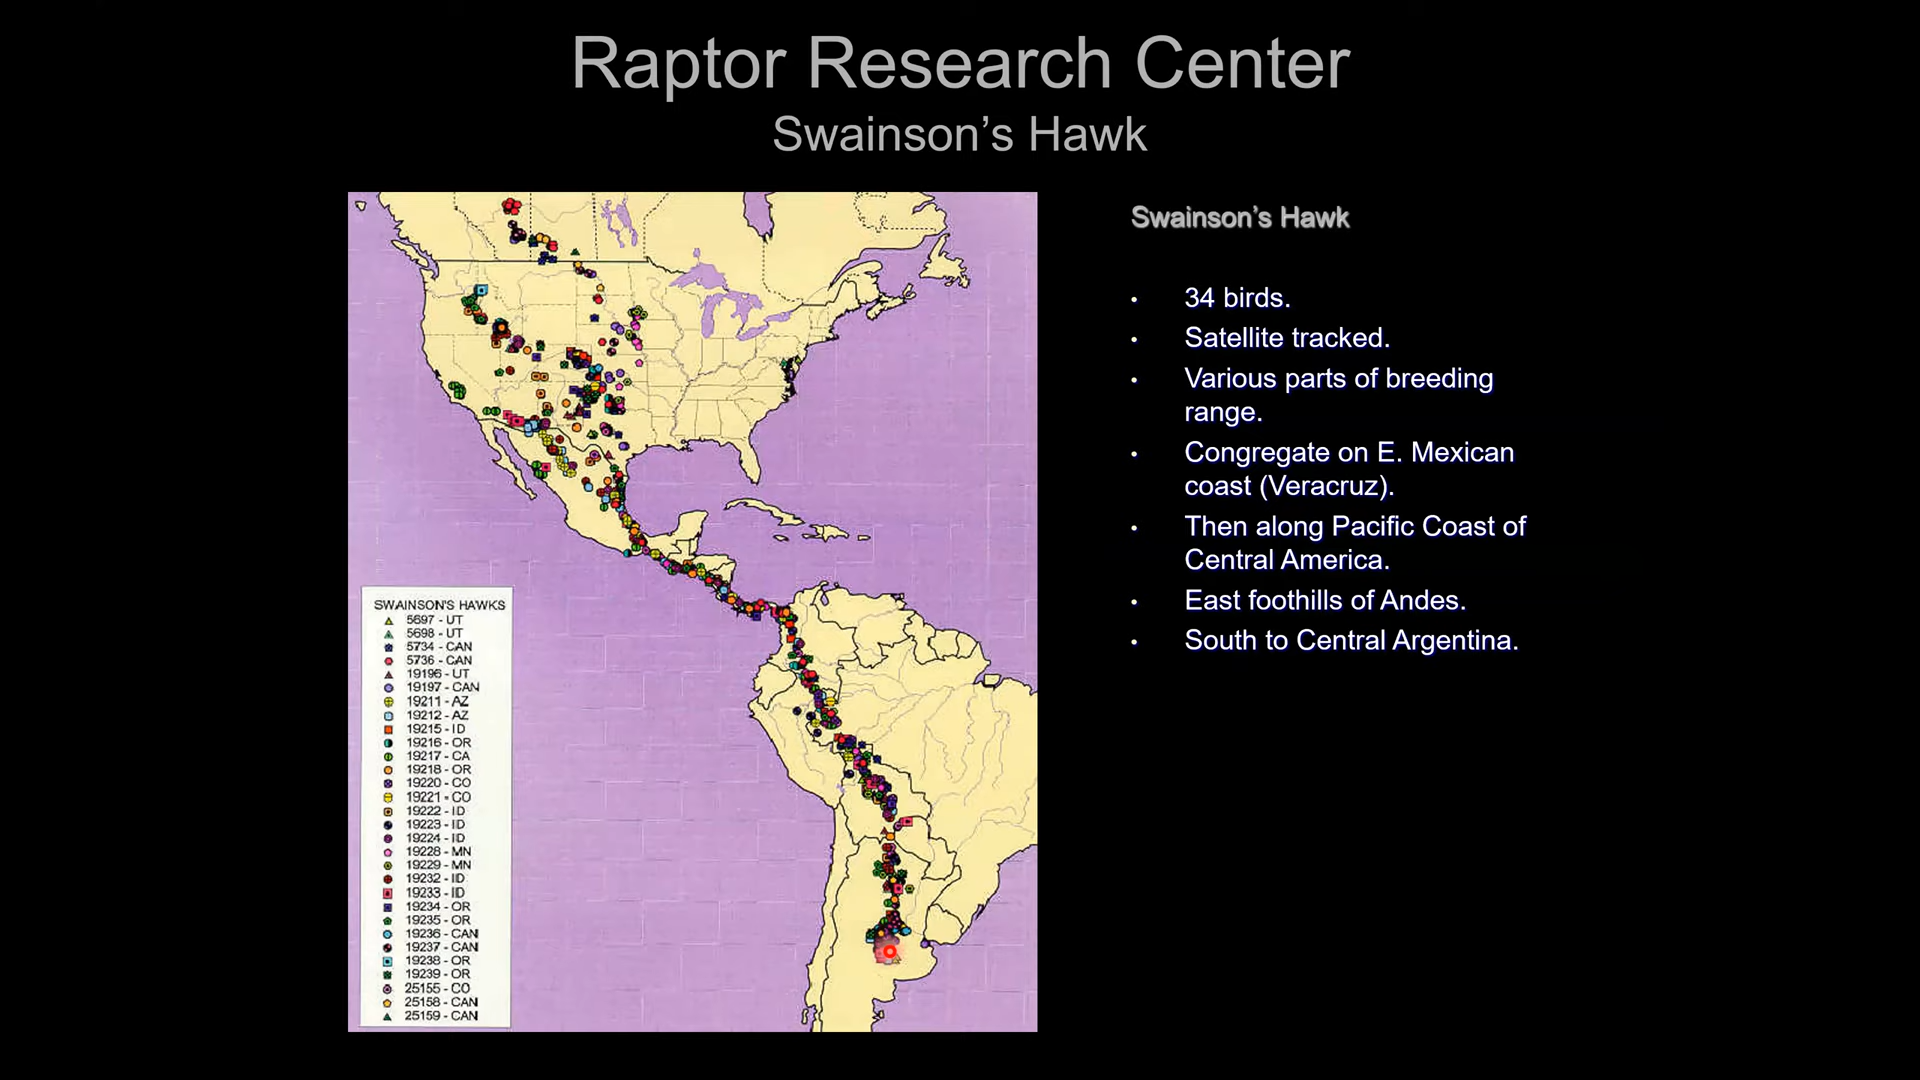 Raptor Research Center
Swainson’s Hawk
Swainson’s Hawk
• 34 birds.
• Satellite tracked.
• Various parts of breeding
range.
• Congregate on E. Mexican
coast (Veracruz).
• Then along Pacific Coast of
Central America.
• East foothills of Andes.
• South to Central Argentina.
SWAINSON'S HAWKS
5697 - UT
5698 - UT
5734 - CAN
5736 - CAN
19196 - UT
19197 - CAN
19211 - AZ
19212 - AZ
19215 - ID
19216 - OR
19217 - CA
19218 - OR
19220 - CO
19221 - CO
19222 - ID
19223 - ID
19224 - ID
19228 - MN
19229 - MN
19232 - ID
19233 - ID
19234 - OR
19235 - OR
19236 - CAN
19237 - CAN
19238 - OR
19239 - OR
25155 - CO
25158 - CAN
25159 - CAN